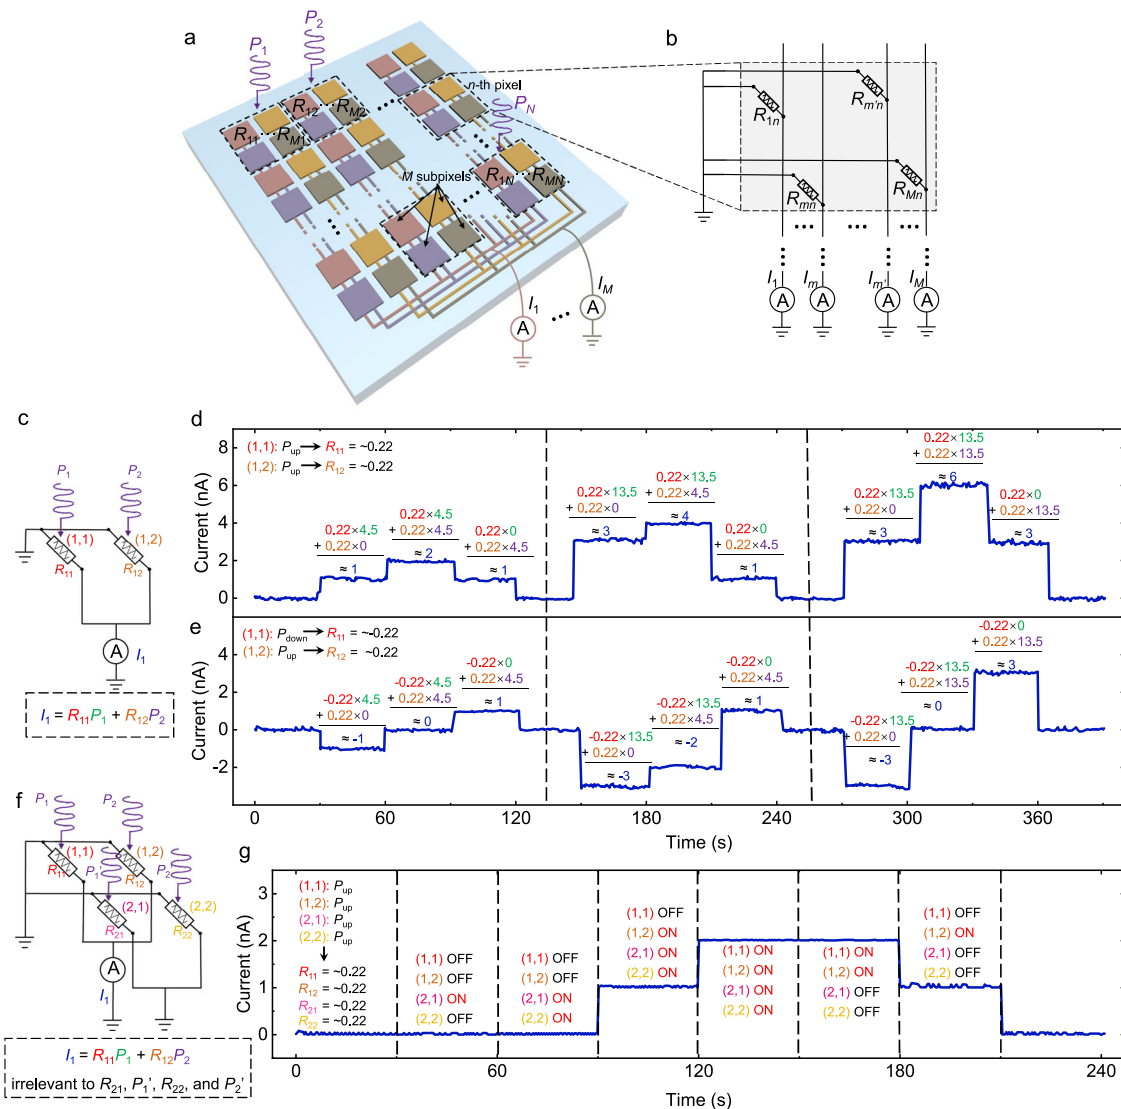 a
P1
P2
n-th pixel
PN
R11
RM1
R12
RM2
R1N
RMN
M subpixels
I1
IM
A
A
b
R1n
Rm'n
Rmn
RMn
I1
Im
Im'
IM
A
A
A
A
c
P1
P2
(1,1)
(1,2)
R11
R12
A
I1
I1 = R11P1 + R12P2
d
Current (nA)
8
6
4
2
0
(1,1): Pup → R11 = ~0.22
(1,2): Pup → R12 = ~0.22
0.22×4.5
+ 0.22×0
≈ 1
0.22×4.5
+ 0.22×4.5
≈ 2
0.22×0
+ 0.22×4.5
≈ 1
0.22×13.5
+ 0.22×0
≈ 3
0.22×13.5
+ 0.22×4.5
≈ 4
0.22×0
+ 0.22×4.5
≈ 1
0.22×13.5
+ 0.22×0
≈ 3
0.22×13.5
+ 0.22×13.5
≈ 6
0.22×0
+ 0.22×13.5
≈ 3
e
Current (nA)
4
2
0
-2
(1,1): Pdown → R11 = ~-0.22
(1,2): Pup → R12 = ~0.22
-0.22×4.5
+ 0.22×0
≈ -1
-0.22×4.5
+ 0.22×4.5
≈ 0
-0.22×0
+ 0.22×4.5
≈ 1
-0.22×13.5
+ 0.22×0
≈ -3
-0.22×13.5
+ 0.22×4.5
≈ -2
-0.22×0
+ 0.22×4.5
≈ 1
-0.22×13.5
+ 0.22×0
≈ -3
-0.22×13.5
+ 0.22×13.5
≈ 0
-0.22×0
+ 0.22×13.5
≈ 3
0
60
120
180
240
300
360
Time (s)
f
P1
P2
(1,1)
(1,2)
P1'
P2'
R11
R12
(2,1)
(2,2)
R21
R22
A
I1
I1 = R11P1 + R12P2
irrelevant to R21, P1', R22, and P2'
g
Current (nA)
3
2
1
0
(1,1): Pup
(1,2): Pup
(2,1): Pup
(2,2): Pup
R11 = ~0.22
R12 = ~0.22
R21 = ~0.22
R22 = ~0.22
(1,1) OFF
(1,2) OFF
(2,1) ON
(2,2) OFF
(1,1) OFF
(1,2) OFF
(2,1) ON
(2,2) ON
(1,1) OFF
(1,2) ON
(2,1) ON
(2,2) ON
(1,1) ON
(1,2) ON
(2,1) ON
(2,2) ON
(1,1) ON
(1,2) ON
(2,1) OFF
(2,2) OFF
(1,1) OFF
(1,2) ON
(2,1) OFF
(2,2) OFF
0
60
120
180
240
Time (s)